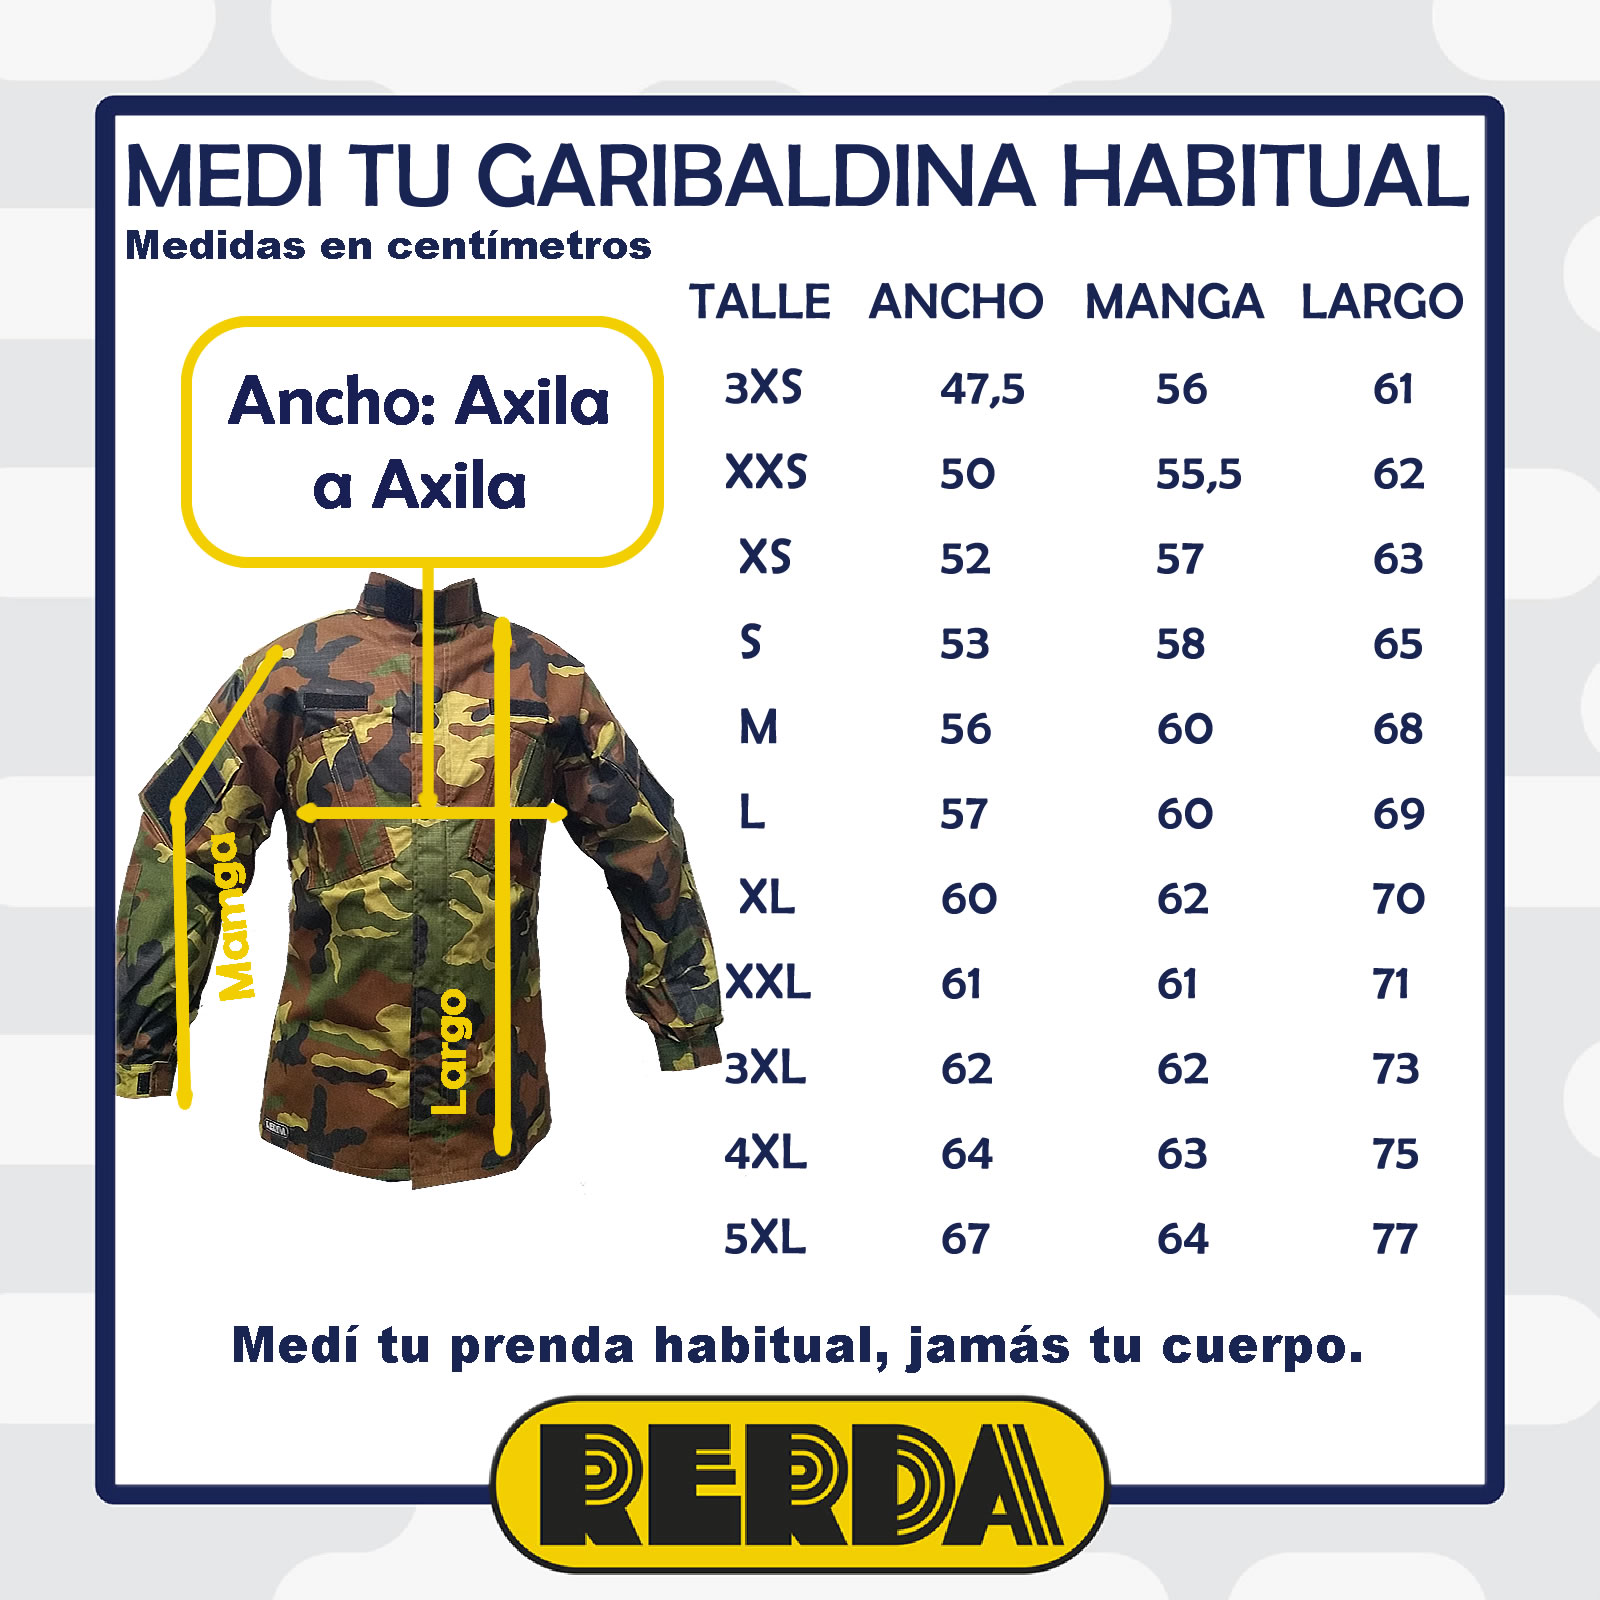 MEDI TU GARIBALDINA HABITUAL
Medidas en centímetros
TALLE ANCHO MANGA LARGO
Ancho: Axila
a Axila
3XS 47,5 56 61
XXS 50 55,5 62
XS 52 57 63
S 53 58 65
M 56 60 68
L 57 60 69
XL 60 62 70
XXL 61 61 71
3XL 62 62 73
4XL 64 63 75
5XL 67 64 77
Mamga
Largo
Medí tu prenda habitual, jamás tu cuerpo.
RERDA